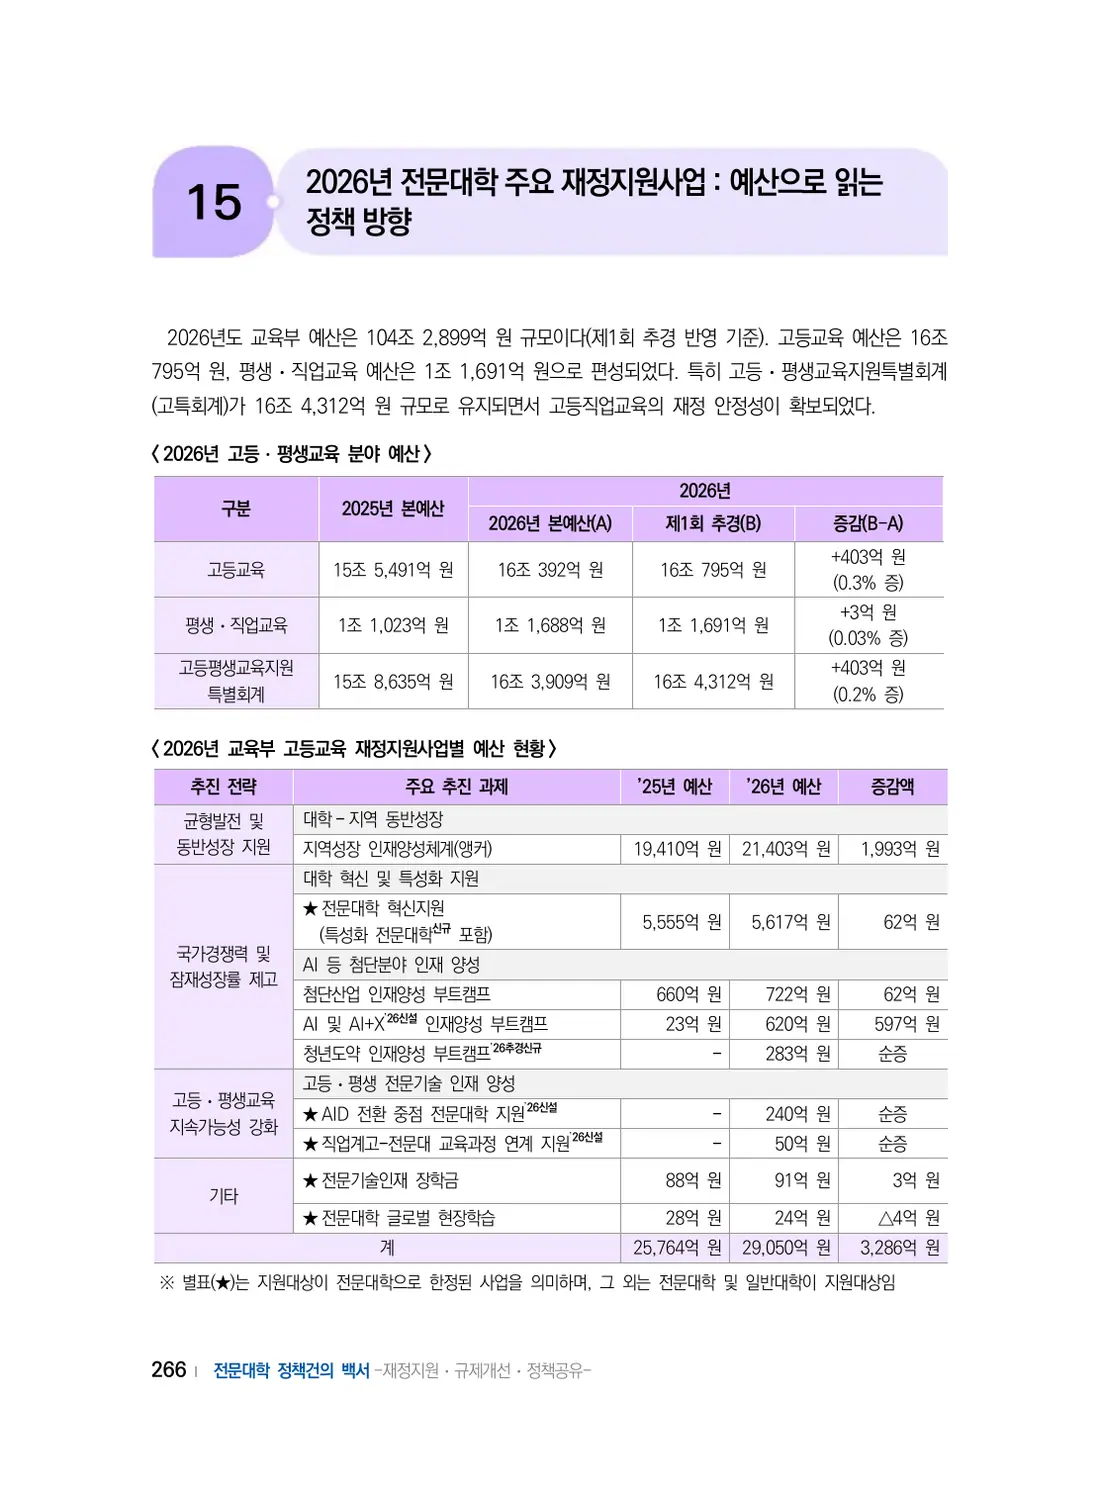 15
2026년 전문대학 주요 재정지원사업 : 예산으로 읽는
정책 방향
2026년도 교육부 예산은 104조 2,899억 원 규모이다(제1회 추경 반영 기준). 고등교육 예산은 16조
795억 원, 평생·직업교육 예산은 1조 1,691억 원으로 편성되었다. 특히 고등·평생교육지원특별회계
(고특회계)가 16조 4,312억 원 규모로 유지되면서 고등직업교육의 재정 안정성이 확보되었다.
〈 2026년 고등·평생교육 분야 예산 〉
구분 2025년 본예산 2026년
2026년 본예산(A) 제1회 추경(B) 증감(B-A)
고등교육 15조 5,491억 원 16조 392억 원 16조 795억 원 +403억 원
(0.3% 증)
평생·직업교육 1조 1,023억 원 1조 1,688억 원 1조 1,691억 원 +3억 원
(0.03% 증)
고등평생교육지원
특별회계 15조 8,635억 원 16조 3,909억 원 16조 4,312억 원 +403억 원
(0.2% 증)
〈 2026년 교육부 고등교육 재정지원사업별 예산 현황 〉
추진 전략 주요 추진 과제 ’25년 예산 ’26년 예산 증감액
균형발전 및
동반성장 지원
대학–지역 동반성장
지역성장 인재양성체계(앵커) 19,410억 원 21,403억 원 1,993억 원
국가경쟁력 및
잠재성장률 제고
대학 혁신 및 특성화 지원
★ 전문대학 혁신지원
(특성화 전문대학신규 포함) 5,555억 원 5,617억 원 62억 원
AI 등 첨단분야 인재 양성
첨단산업 인재양성 부트캠프 660억 원 722억 원 62억 원
AI 및 AI+X’26신설 인재양성 부트캠프 23억 원 620억 원 597억 원
청년도약 인재양성 부트캠프’26추경신규 - 283억 원 순증
고등·평생교육
지속가능성 강화
고등·평생 전문기술 인재 양성
★ AID 전환 중점 전문대학 지원’26신설 - 240억 원 순증
★ 직업계고-전문대 교육과정 연계 지원’26신설 - 50억 원 순증
기타
★ 전문기술인재 장학금 88억 원 91억 원 3억 원
★ 전문대학 글로벌 현장학습 28억 원 24억 원 △4억 원
계 25,764억 원 29,050억 원 3,286억 원
※ 별표(★)는 지원대상이 전문대학으로 한정된 사업을 의미하며, 그 외는 전문대학 및 일반대학이 지원대상임
266 | 전문대학 정책건의 백서 -재정지원·규제개선·정책공유-